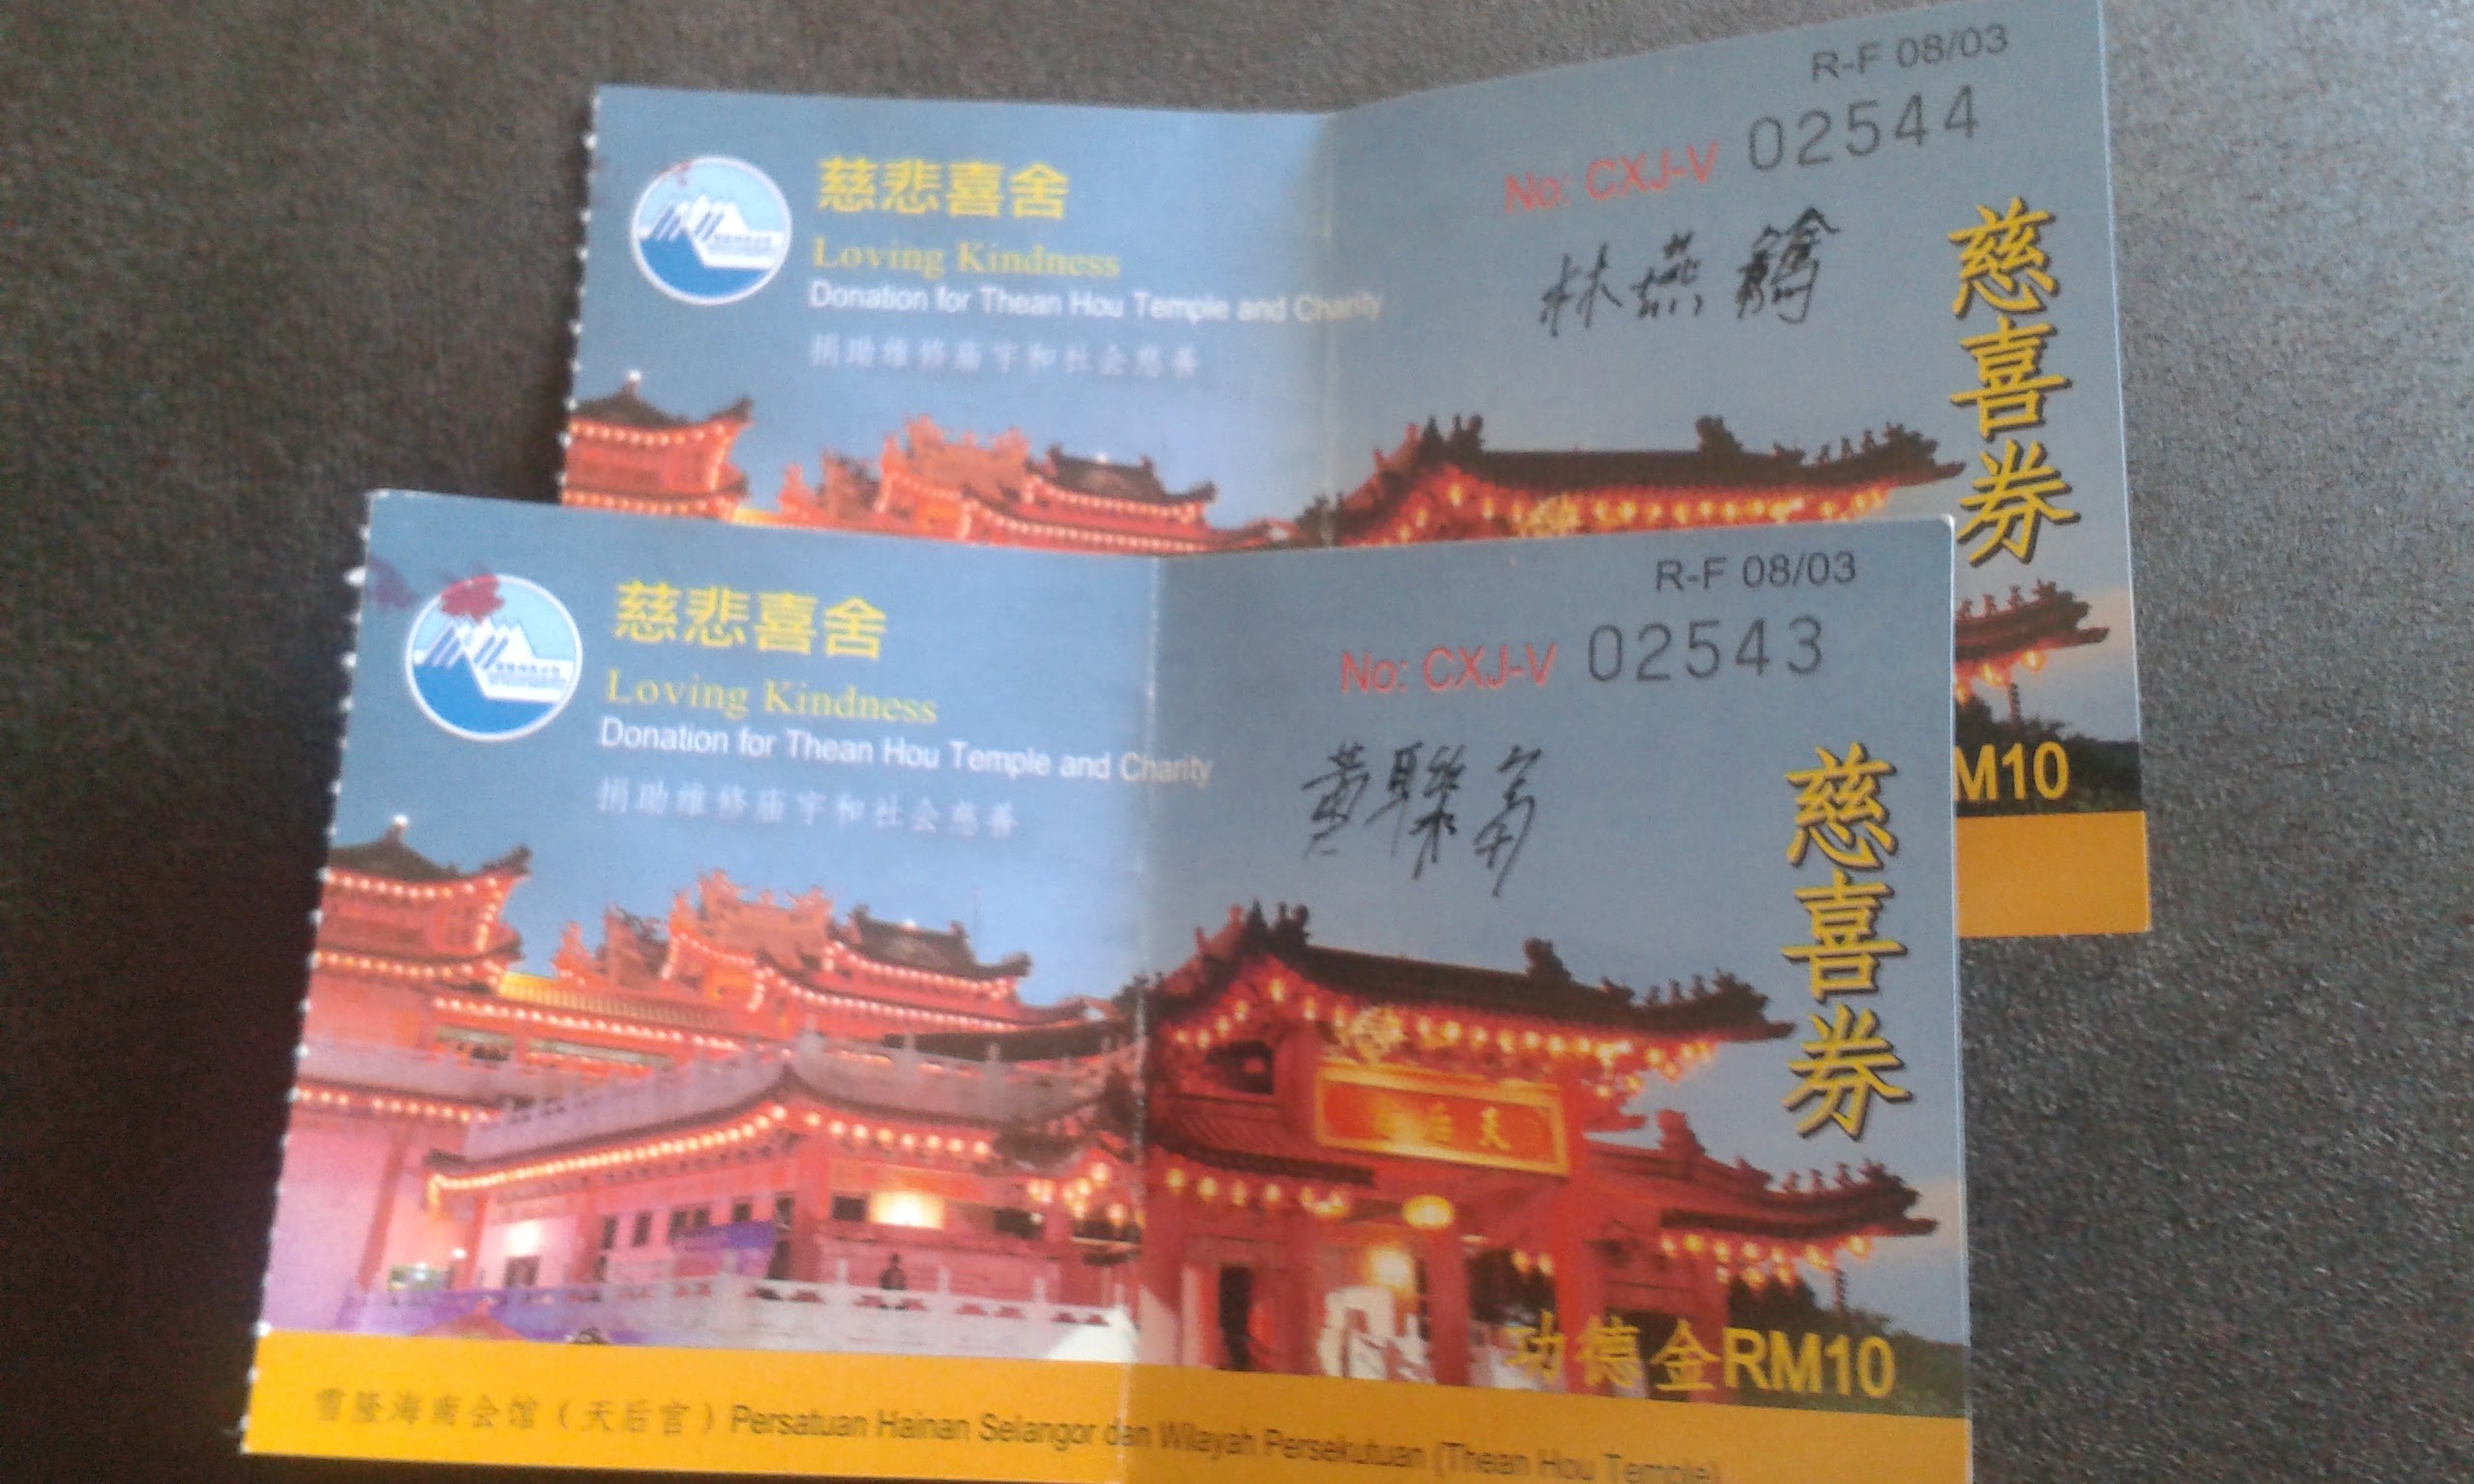 R-F 08/03
No: CXJ-V 02544
慈悲喜舍
Loving Kindness
Donation for Thean Hou Temple and Charity
捐助维修庙宇和社会慈善
林燕
慈喜券
M10
R-F 08/03
No: CXJ-V 02543
慈悲喜舍
Loving Kindness
Donation for Thean Hou Temple and Charity
捐助维修庙宇和社会慈善
黄联
慈喜券
后天
功德金RM10
雪隆海南会馆（天后宫）Persatuan Hainan Selangor dan Wilayah Persekutuan (Thean Hou Temple)